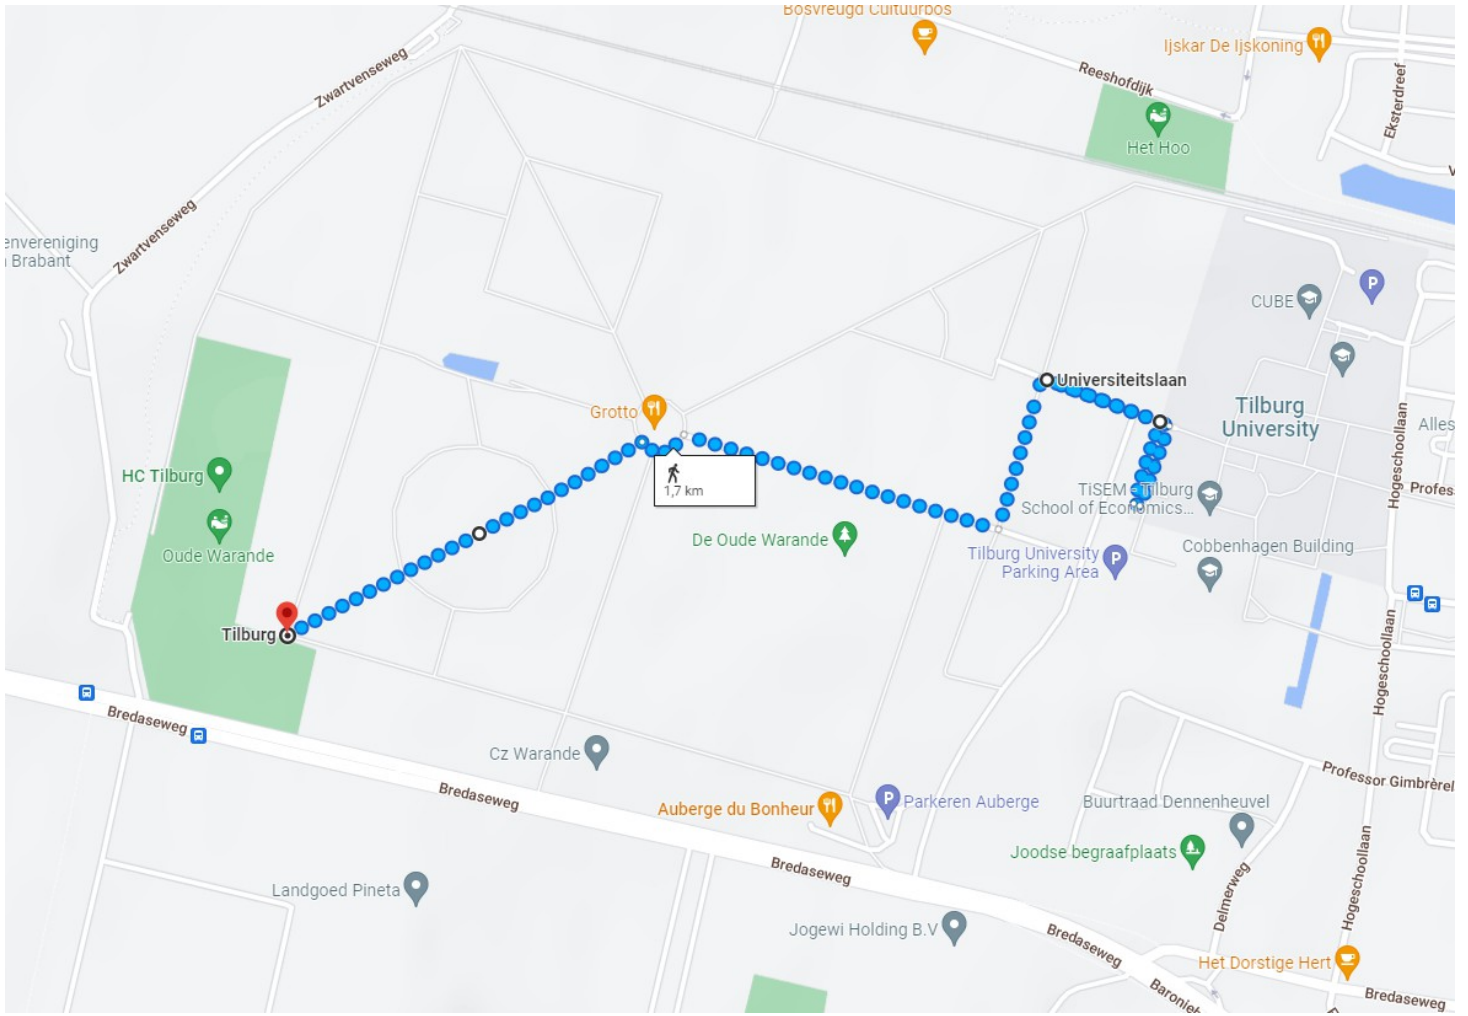 Bosvreugd Cultuurbos
Ijskar De Ijskoning
Zwartvenseweg
Reeshofdijk
Eksterdreef
Het Hoo
V
Zwartvenseweg
envereniging
Brabant
CUBE
P
Universiteitslaan
Tilburg
University
Grotto
Hogeschoollaan
Alles
HC Tilburg
1,7 km
TiSEM - Tilburg
School of Economics...
Profes
Oude Warande
De Oude Warande
Tilburg University
Parking Area
P
Cobbenhagen Building
Tilburg
Hogeschoollaan
Bredaseweg
Cz Warande
Professor Gimbrèrel
Bredaseweg
Auberge du Bonheur
P
Parkeren Auberge
Buurtraad Dennenheuvel
Joodse begraafplaats
Bredaseweg
Hogeschoollaan
Landgoed Pineta
Delmerweg
Jogewi Holding B.V
Bredaseweg
Het Dorstige Hert
Baroniet
Bredaseweg